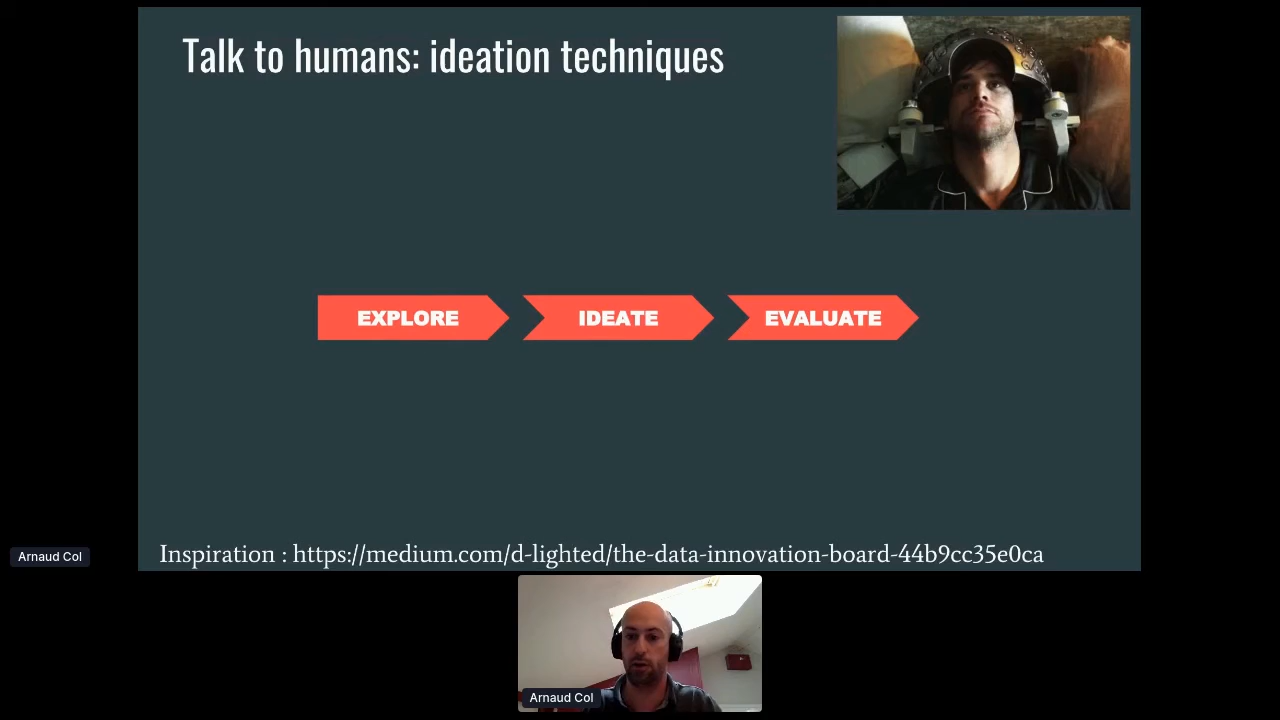 Talk to humans: ideation techniques
EXPLORE
IDEATE
EVALUATE
Inspiration : https://medium.com/d-lighted/the-data-innovation-board-44b9cc35e0ca
Arnaud Col
Arnaud Col